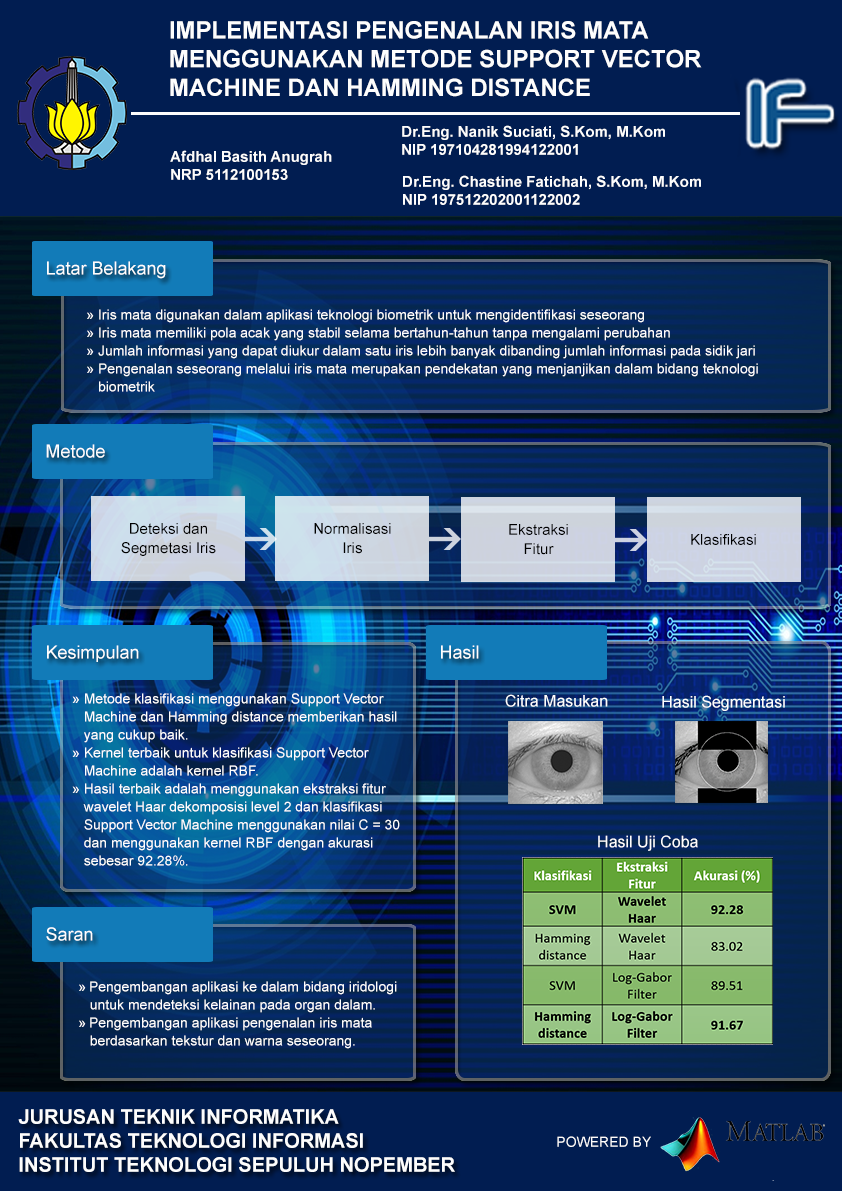 IMPLEMENTASI PENGENALAN IRIS MATA
MENGGUNAKAN METODE SUPPORT VECTOR
MACHINE DAN HAMMING DISTANCE
Afdhal Basith Anugrah
NRP 5112100153
Dr.Eng. Nanik Suciati, S.Kom, M.Kom
NIP 197104281994122001
Dr.Eng. Chastine Fatichah, S.Kom, M.Kom
NIP 197512202001122002
IF
Latar Belakang
» Iris mata digunakan dalam aplikasi teknologi biometrik untuk mengidentifikasi seseorang
» Iris mata memiliki pola acak yang stabil selama bertahun-tahun tanpa mengalami perubahan
» Jumlah informasi yang dapat diukur dalam satu iris lebih banyak dibanding jumlah informasi pada sidik jari
» Pengenalan seseorang melalui iris mata merupakan pendekatan yang menjanjikan dalam bidang teknologi
biometrik
Metode
Deteksi dan
Segmetasi Iris
Normalisasi
Iris
Ekstraksi
Fitur
Klasifikasi
Kesimpulan
» Metode klasifikasi menggunakan Support Vector
Machine dan Hamming distance memberikan hasil
yang cukup baik.
» Kernel terbaik untuk klasifikasi Support Vector
Machine adalah kernel RBF.
» Hasil terbaik adalah menggunakan ekstraksi fitur
wavelet Haar dekomposisi level 2 dan klasifikasi
Support Vector Machine menggunakan nilai C = 30
dan menggunakan kernel RBF dengan akurasi
sebesar 92.28%.
Saran
» Pengembangan aplikasi ke dalam bidang iridologi
untuk mendeteksi kelainan pada organ dalam.
» Pengembangan aplikasi pengenalan iris mata
berdasarkan tekstur dan warna seseorang.
Hasil
Citra Masukan
Hasil Segmentasi
Hasil Uji Coba
Klasifikasi Ekstraksi Fitur Akurasi (%)
SVM Wavelet Haar 92.28
Hamming distance Wavelet Haar 83.02
SVM Log-Gabor Filter 89.51
Hamming distance Log-Gabor Filter 91.67
JURUSAN TEKNIK INFORMATIKA
FAKULTAS TEKNOLOGI INFORMASI
INSTITUT TEKNOLOGI SEPULUH NOPEMBER
POWERED BY
MATLAB